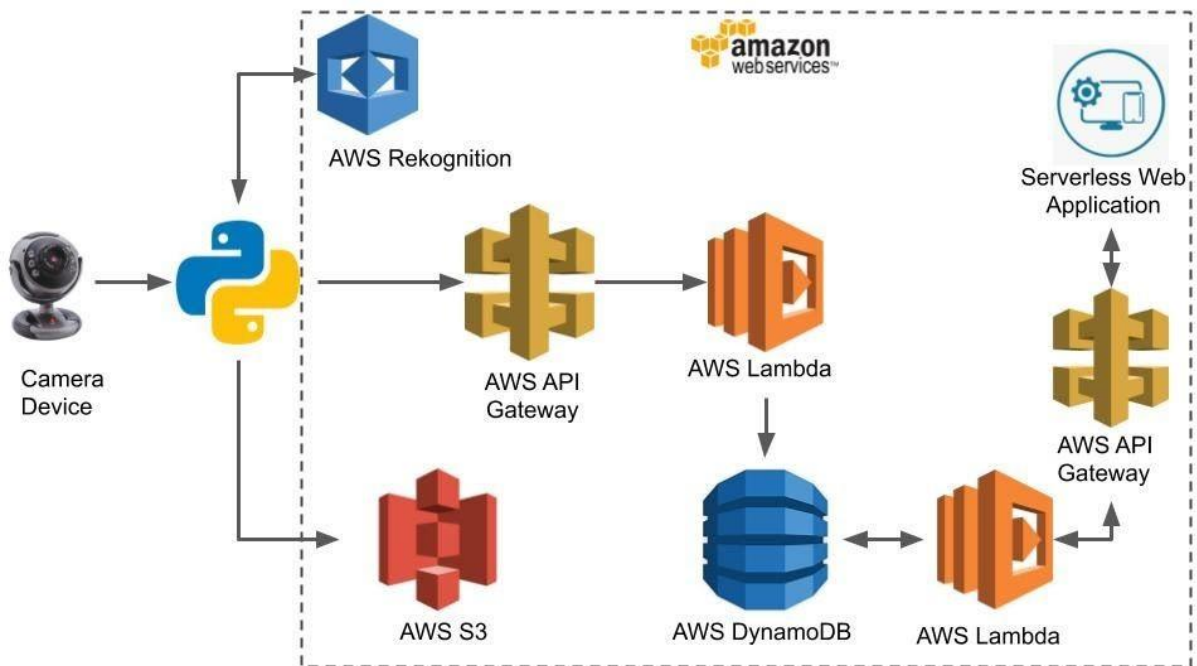 amazon
webservices™
AWS Rekognition
Serverless Web
Application
Camera
Device
AWS API
Gateway
AWS Lambda
AWS API
Gateway
AWS S3
AWS DynamoDB
AWS Lambda